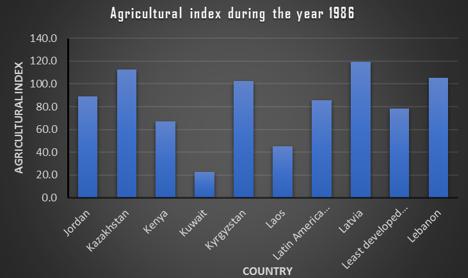 Agricultural index during the year 1986
AGRICULTURAL INDEX
140.0
120.0
100.0
80.0
60.0
40.0
20.0
0.0
Jordan
Kazakhstan
Kenya
Kuwait
Kyrgyzstan
Laos
Latin America...
Latvia
Least developed...
Lebanon
COUNTRY